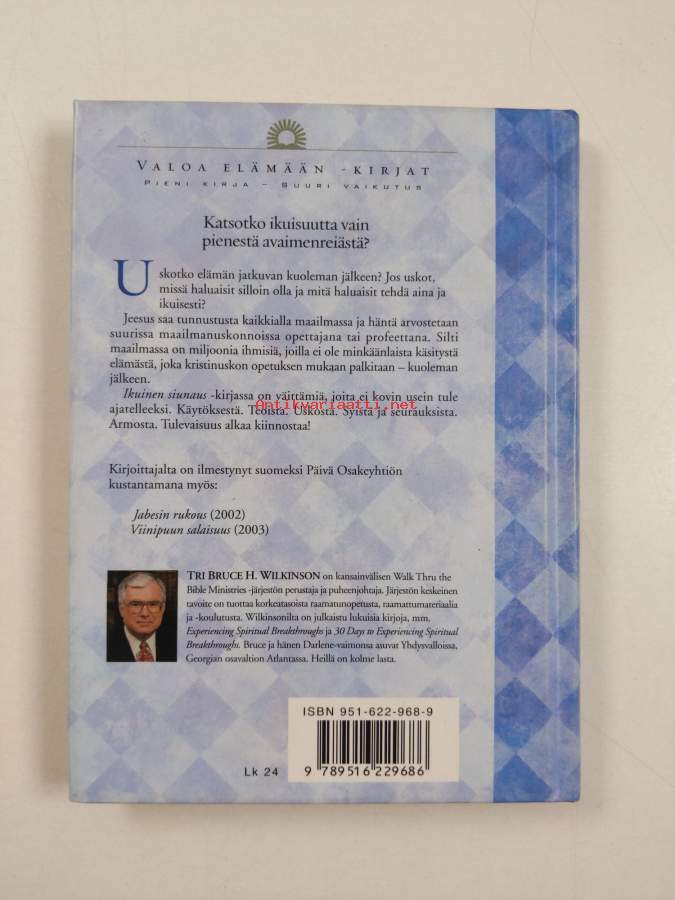 VALOA ELÄMÄÄN -KIRJAT
PIENI KIRJA – SUURI VAIKUTUS
Katsotko ikuisuutta vain
pienestä avaimenreiästä?
Uskotko elämän jatkuvan kuoleman jälkeen? Jos uskot,
missä haluaisit silloin olla ja mitä haluaisit tehdä aina ja
ikuisesti?
Jeesus saa tunnustusta kaikkialla maailmassa ja häntä arvostetaan
suurissa maailmanuskonnoissa opettajana tai profeettana. Silti
maailmassa on miljoonia ihmisiä, joilla ei ole minkäänlaista käsitystä
elämästä, joka kristinuskon opetuksen mukaan palkitaan – kuoleman
jälkeen.
Ikuinen siunaus -kirjassa on väittämiä, joita ei kovin usein tule
ajatelleeksi. Käytöksestä. Teoista. Uskosta. Syistä ja seurauksista.
Antikvariaatti.net
Armosta. Tulevaisuus alkaa kiinnostaa!
Kirjoittajalta on ilmestynyt suomeksi Päivä Osakeyhtiön
kustantamana myös:
Jabesin rukous (2002)
Viinipuun salaisuus (2003)
TRI BRUCE H. WILKINSON on kansainvälisen Walk Thru the
Bible Ministries -järjestön perustaja ja puheenjohtaja. Järjestön keskeinen
tavoite on tuottaa korkeatasoista raamatunopetusta, raamattumateriaalia
ja -koulutusta. Wilkinsonilta on julkaistu lukuisia kirjoja, mm.
Experiencing Spiritual Breakthroughs ja 30 Days to Experiencing Spiritual
Breakthroughs. Bruce ja hänen Darlene-vaimonsa asuvat Yhdysvalloissa,
Georgian osavaltion Atlantassa. Heillä on kolme lasta.
ISBN 951-622-968-9
Lk 24
9 789516 229686